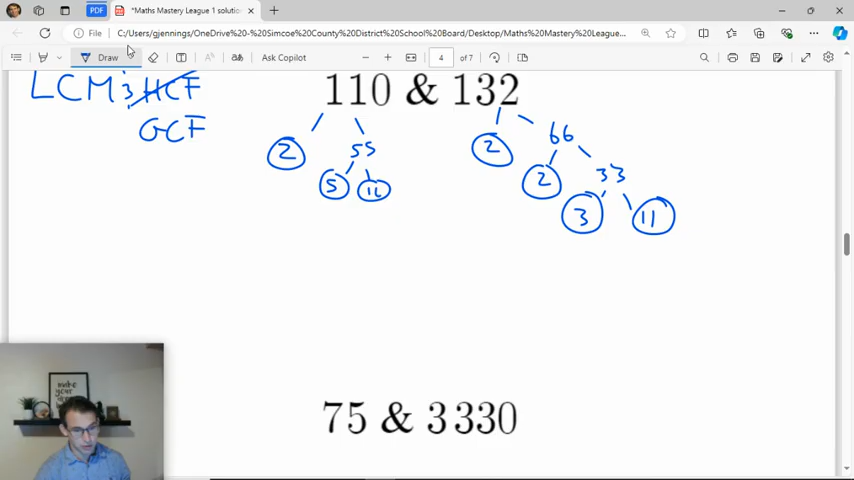 PDF
*Maths Mastery League 1 solution
File
C:/Users/gjennings/OneDrive%20-%20Simcoe%20County%20District%20School%20Board/Desktop/Maths%20Mastery%20League...
Draw
Ask Copilot
4 of 7
LCM's HCF
GCF
110 & 132
2 55
5 11
2 66
2 33
3 11
75 & 3330